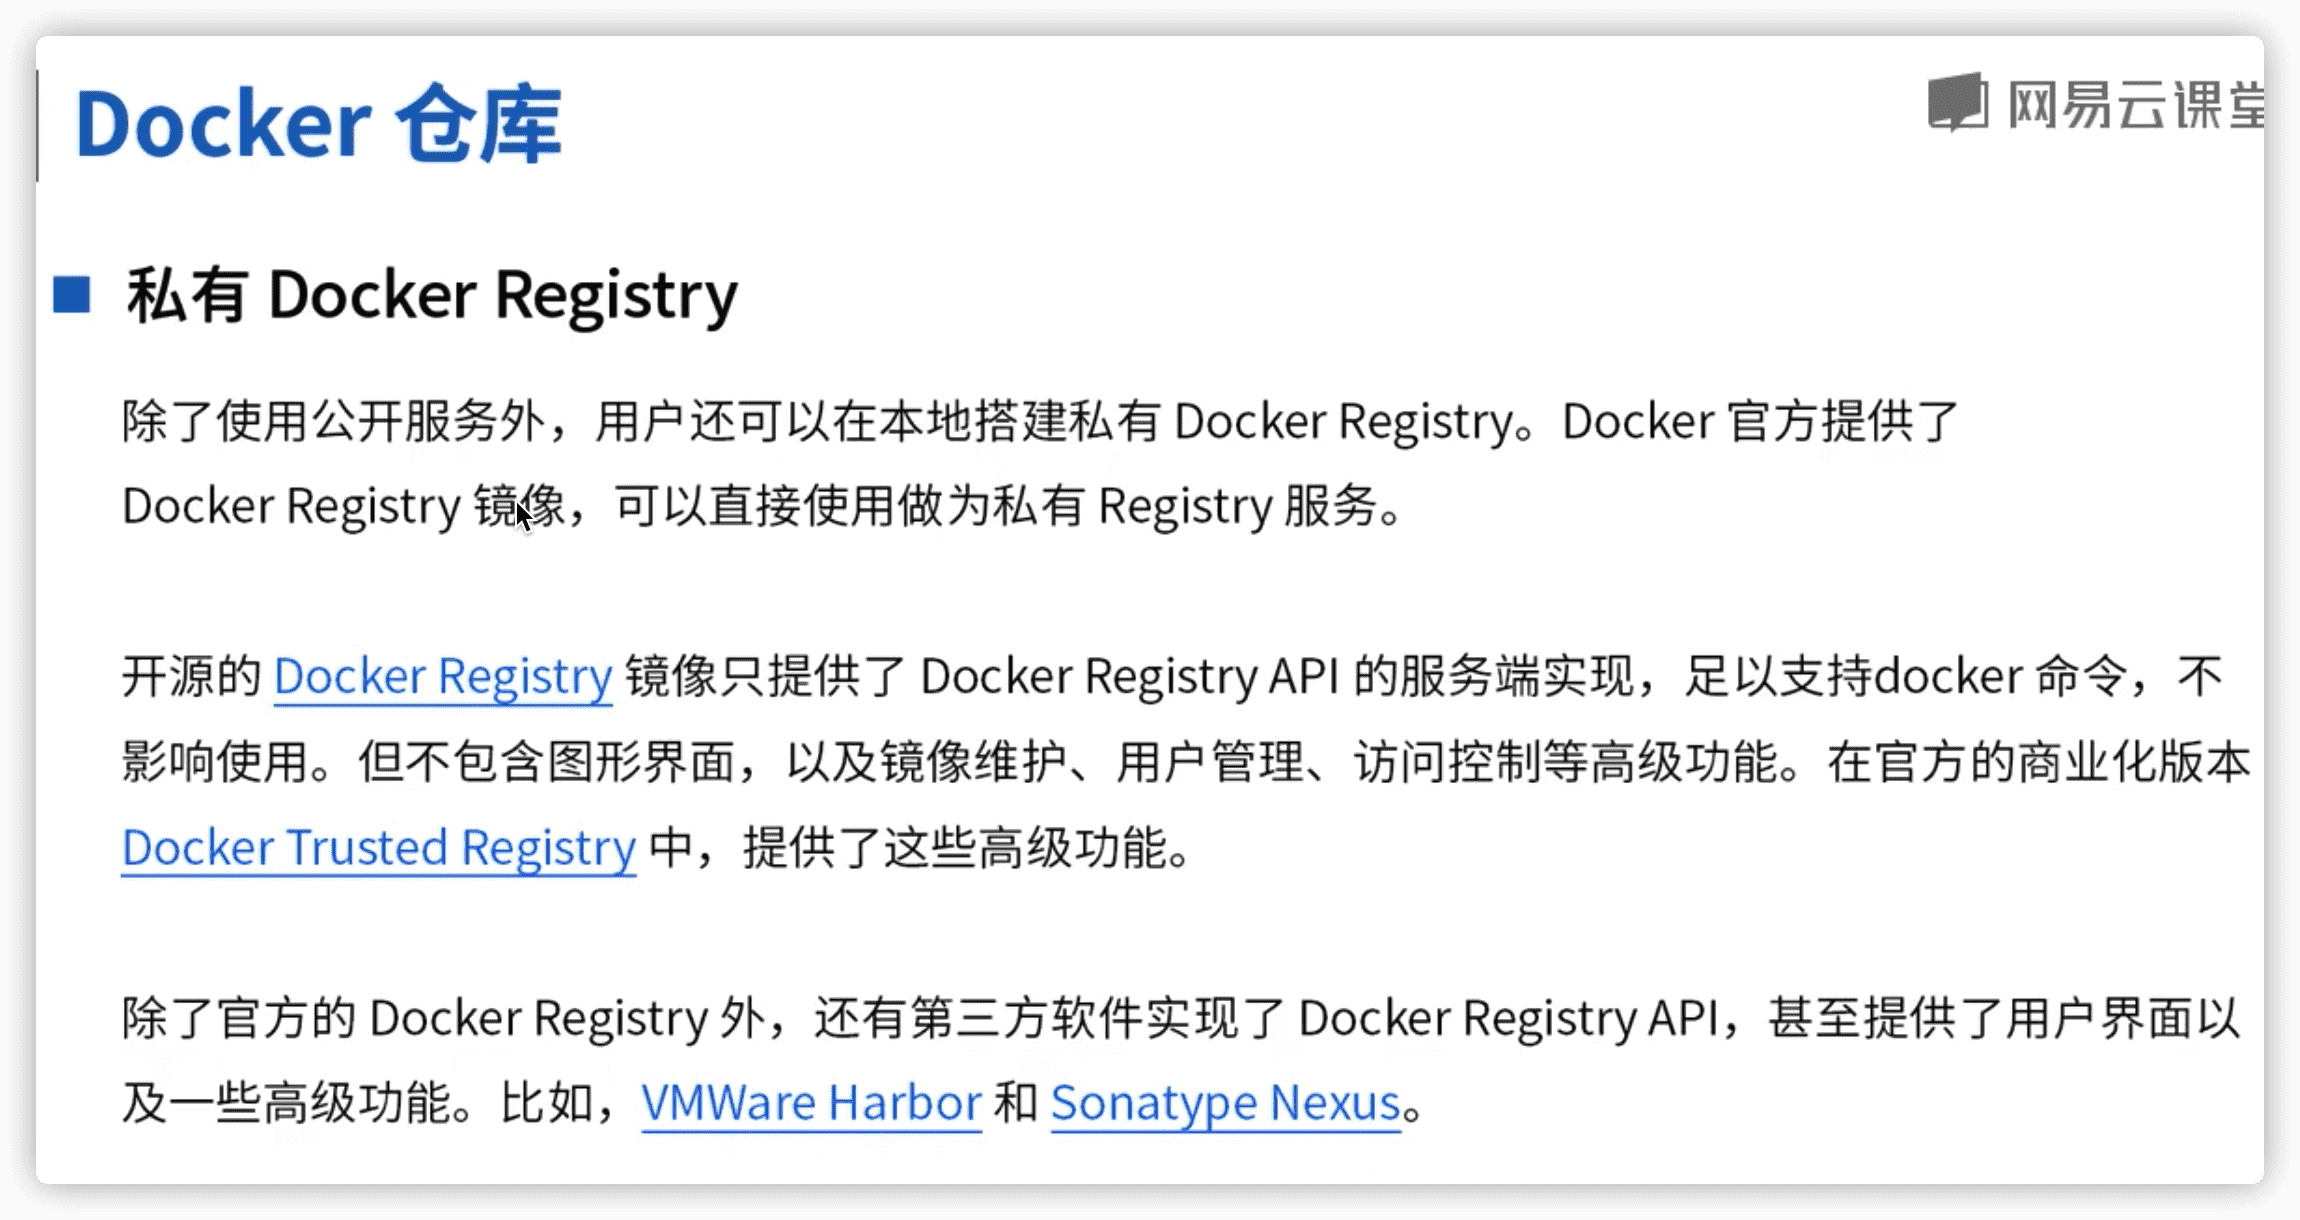 Docker 仓库
网易云课堂
私有 Docker Registry
除了使用公开服务外，用户还可以在本地搭建私有 Docker Registry。Docker 官方提供了
Docker Registry 镜像，可以直接使用做为私有 Registry 服务。
开源的 Docker Registry 镜像只提供了 Docker Registry API 的服务端实现，足以支持docker 命令，不
影响使用。但不包含图形界面，以及镜像维护、用户管理、访问控制等高级功能。在官方的商业化版本
Docker Trusted Registry 中，提供了这些高级功能。
除了官方的 Docker Registry 外，还有第三方软件实现了 Docker Registry API，甚至提供了用户界面以
及一些高级功能。比如，VMWare Harbor 和 Sonatype Nexus。